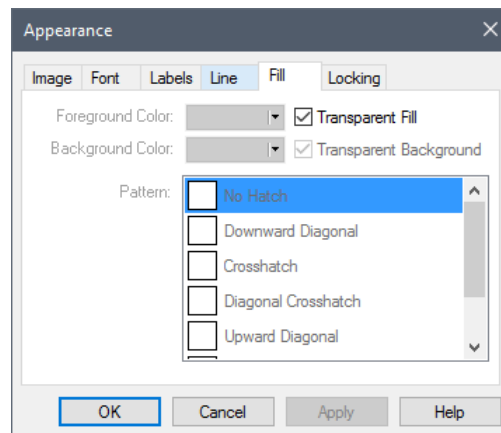 Appearance
Image Font Labels Line Fill Locking
Foreground Color: Transparent Fill
Background Color: Transparent Background
Pattern: No Hatch
Downward Diagonal
Crosshatch
Diagonal Crosshatch
Upward Diagonal
OK Cancel Apply Help